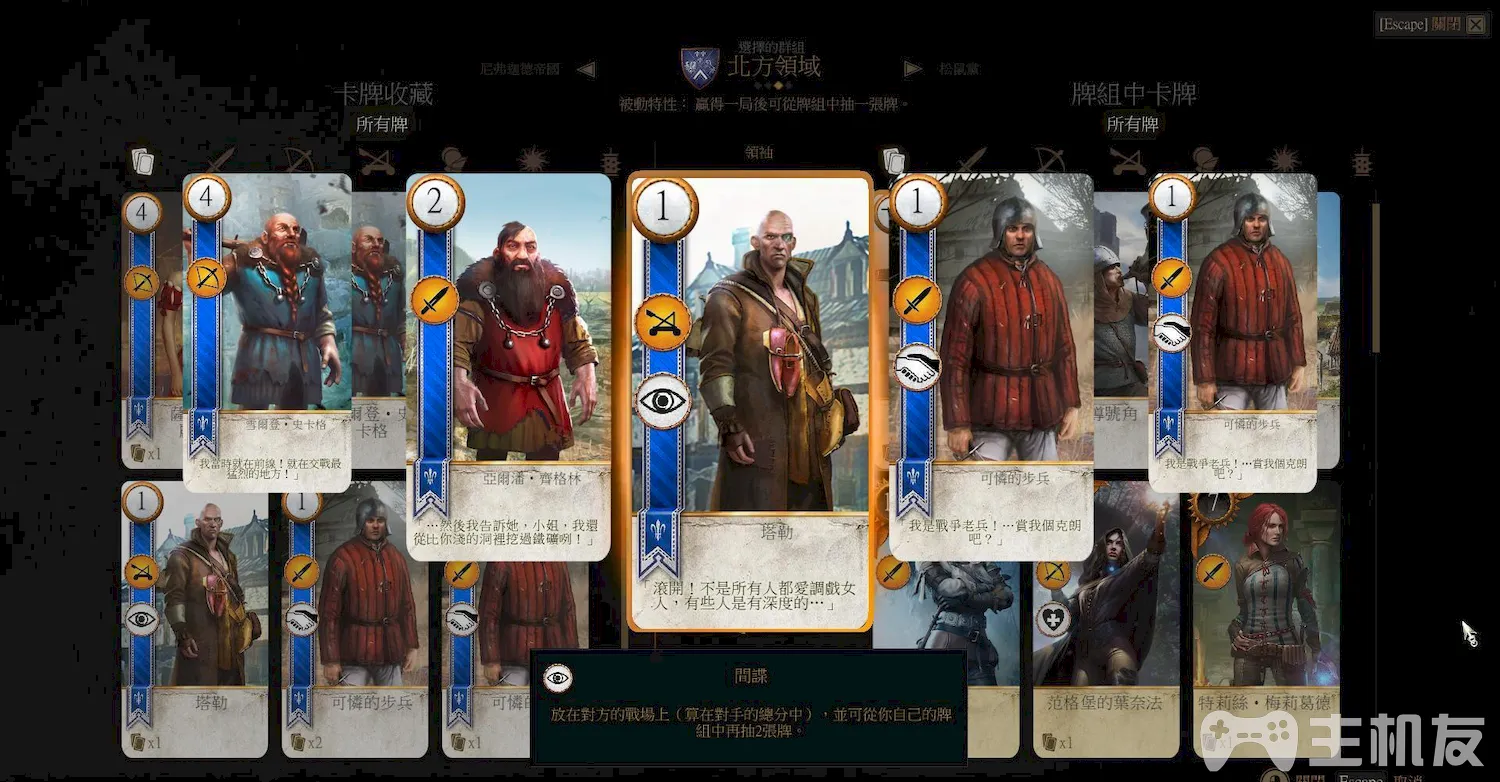 [Escape] 關閉
選擇的群組
尼弗迦德帝國
北方領域
松鼠黨
被動特性: 贏得一局後可從牌組中抽一張牌。
卡牌收藏
所有牌
領袖
牌組中卡牌
所有牌
4
4
2
1
1
1
雪爾登·史卡格
「我當時就在前線!就在交戰最
猛烈的地方!」
卡格
x1
亞爾潘·齊格林
「…然後我告訴她,小姐,我還
從比你淺的洞裡挖過鐵礦咧!」
塔勒
「滾開!不是所有人都愛調戲女
人,有些人是有深度的…」
可憐的步兵
「我是戰爭老兵!…賞我個克朗
吧?」
號角
可憐的步兵
「我是戰爭老兵!…賞我個克朗
吧?」
1
1
塔勒
x1
可憐的步兵
x2
可憐
x1
間諜
放在對方的戰場上(算在對手的總分中),並可從你自己的牌
組中再抽2張牌。
7
范格堡的葉奈法
x1
特莉絲·梅莉葛德
主机友
Escape 取消